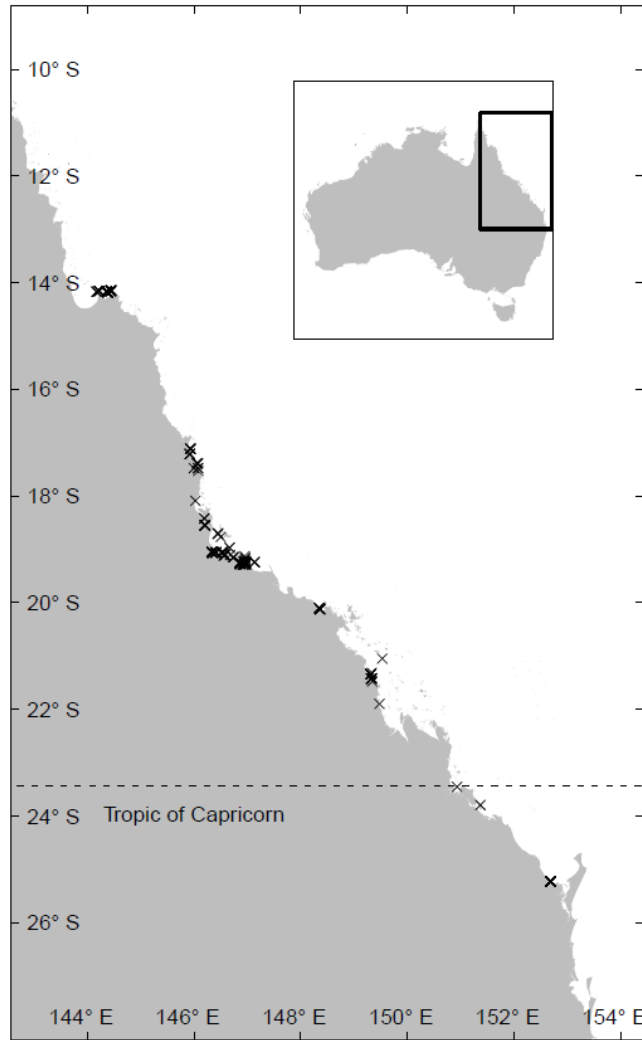 10° S
12° S
14° S
16° S
18° S
20° S
22° S
Tropic of Capricorn
24° S
26° S
144° E 146° E 148° E 150° E 152° E 154° E